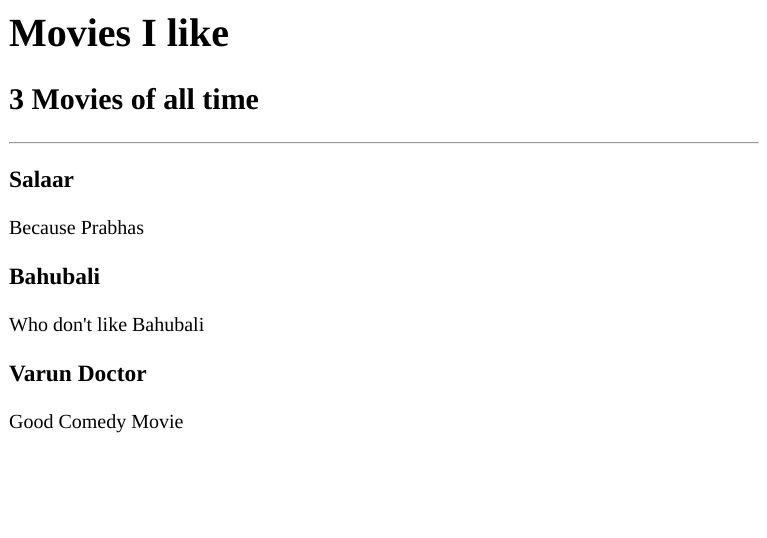 Movies I like
3 Movies of all time
Salaar
Because Prabhas
Bahubali
Who don't like Bahubali
Varun Doctor
Good Comedy Movie